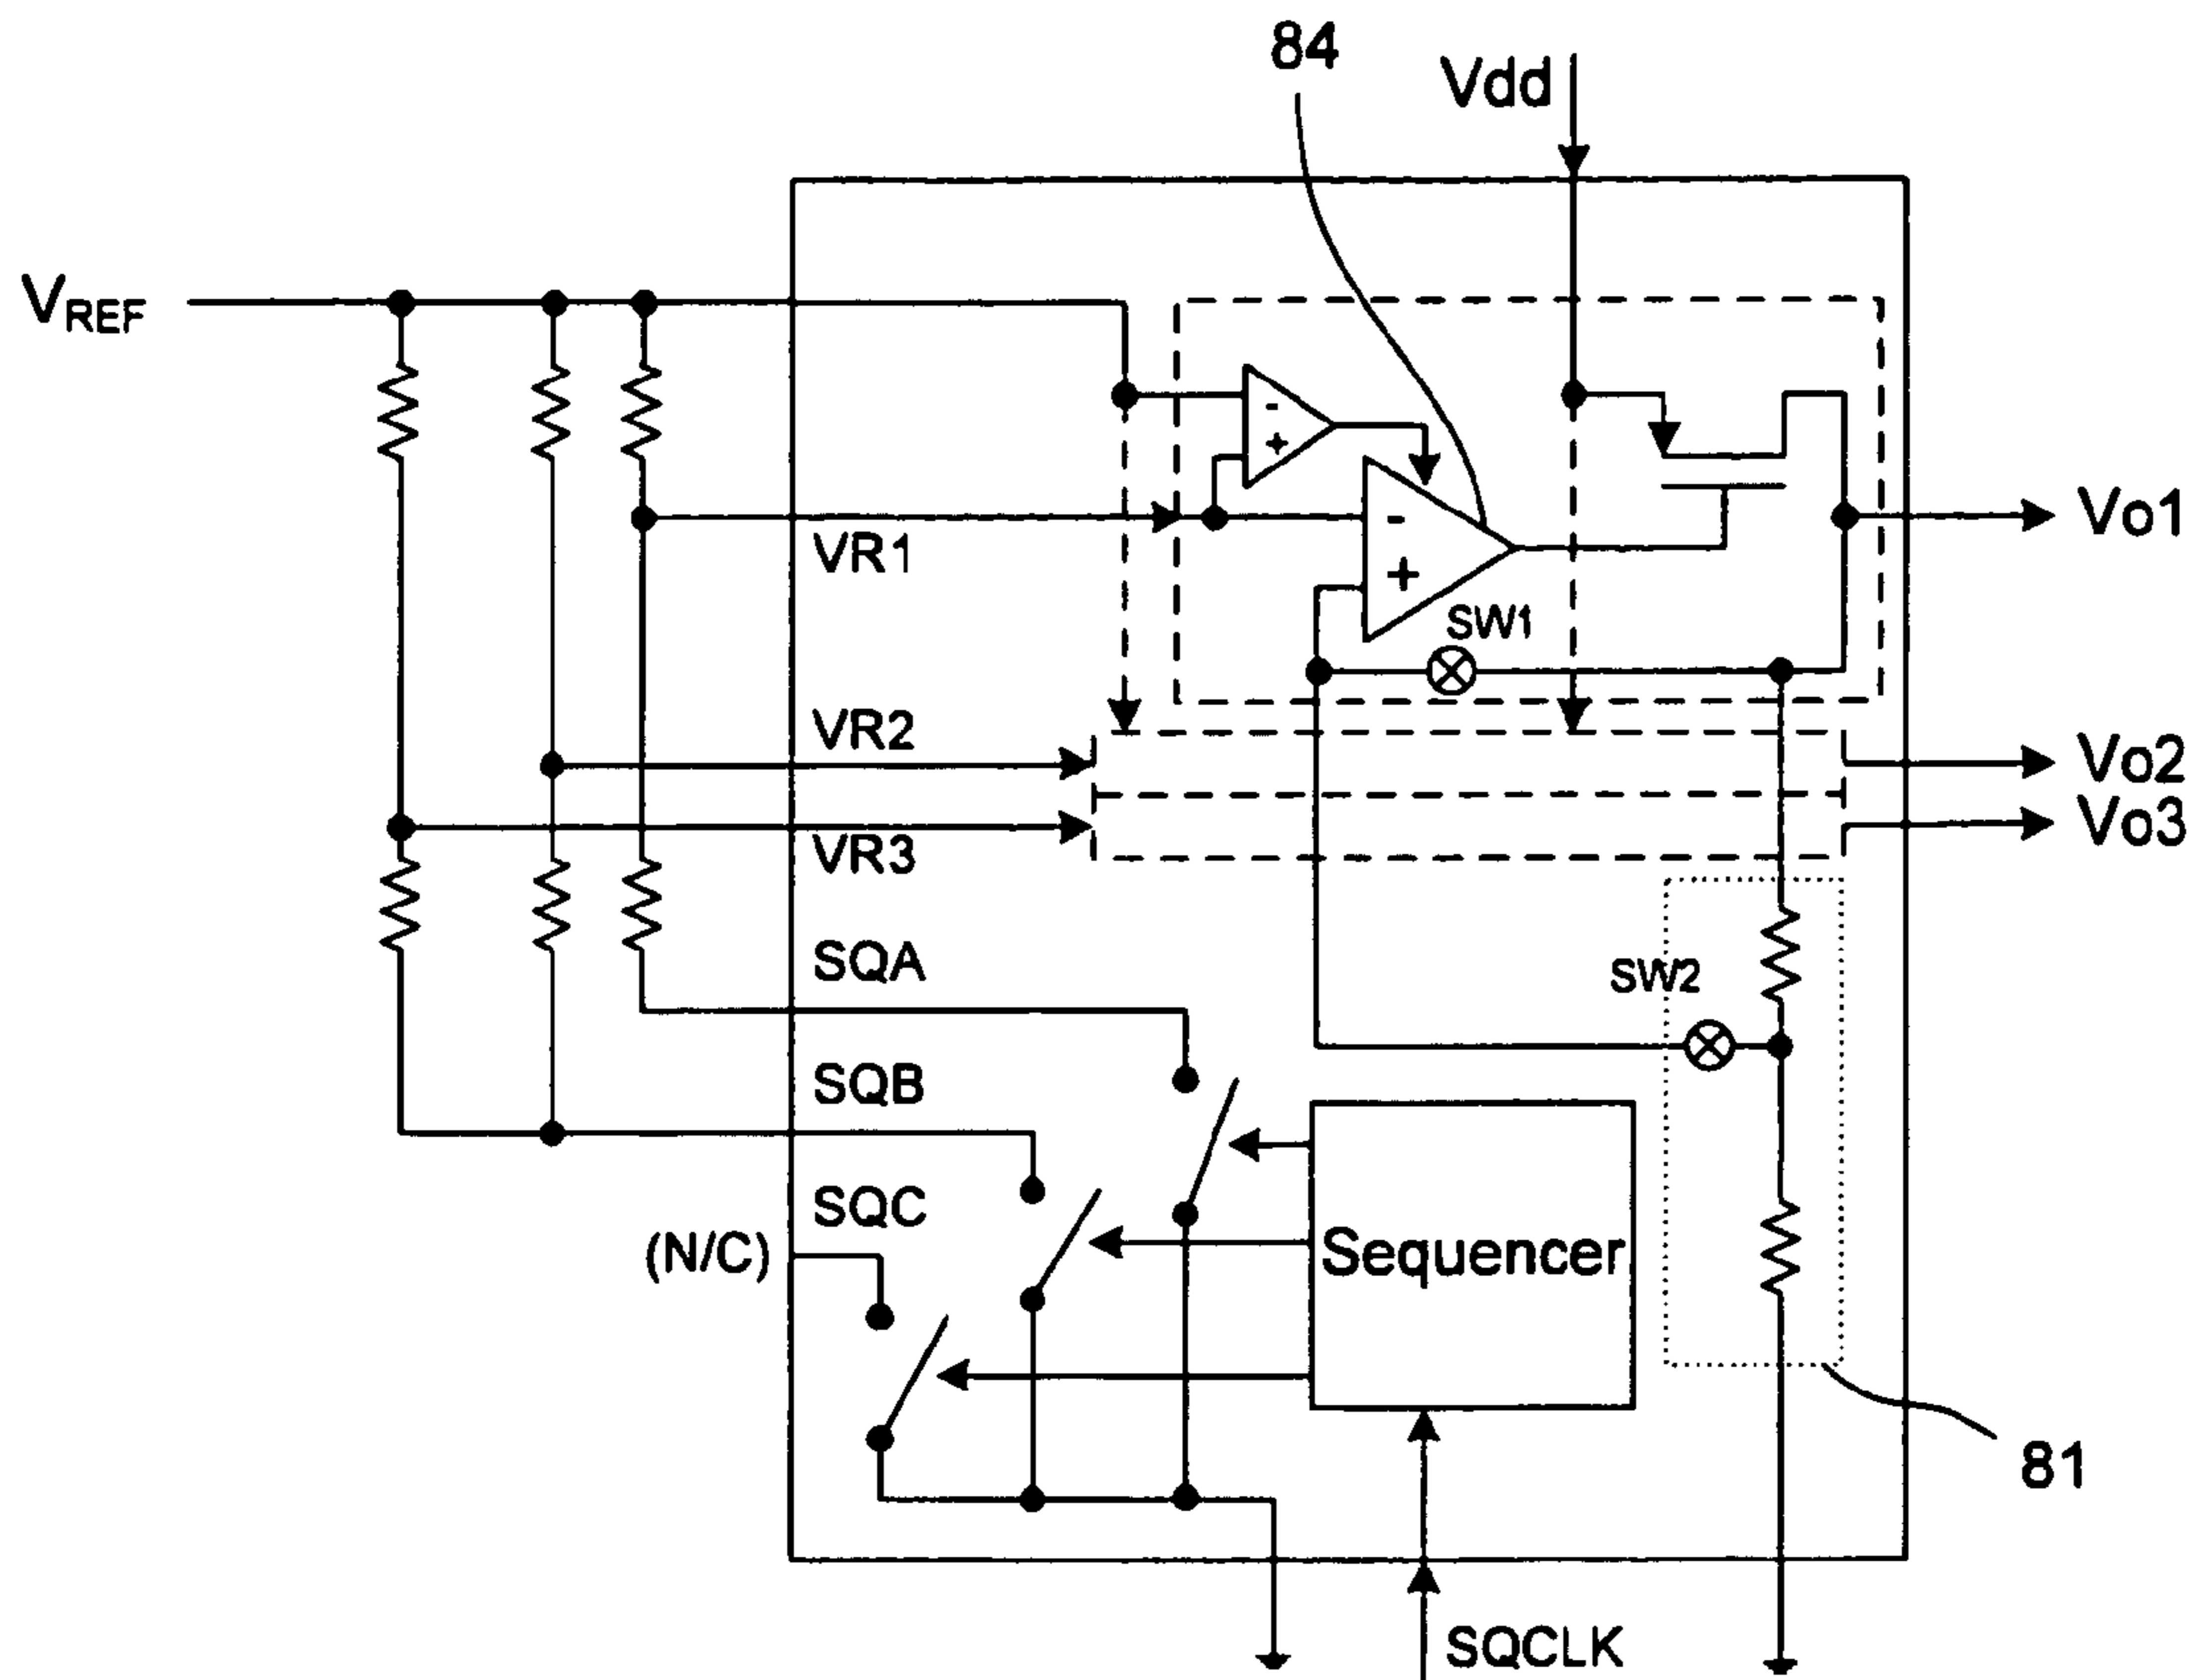 84
Vdd
VREF
-
+
VR1
-
+
Vo1
SW1
VR2
Vo2
VR3
Vo3
SQA
SW2
SQB
SQC
(N/C)
Sequencer
81
SQCLK